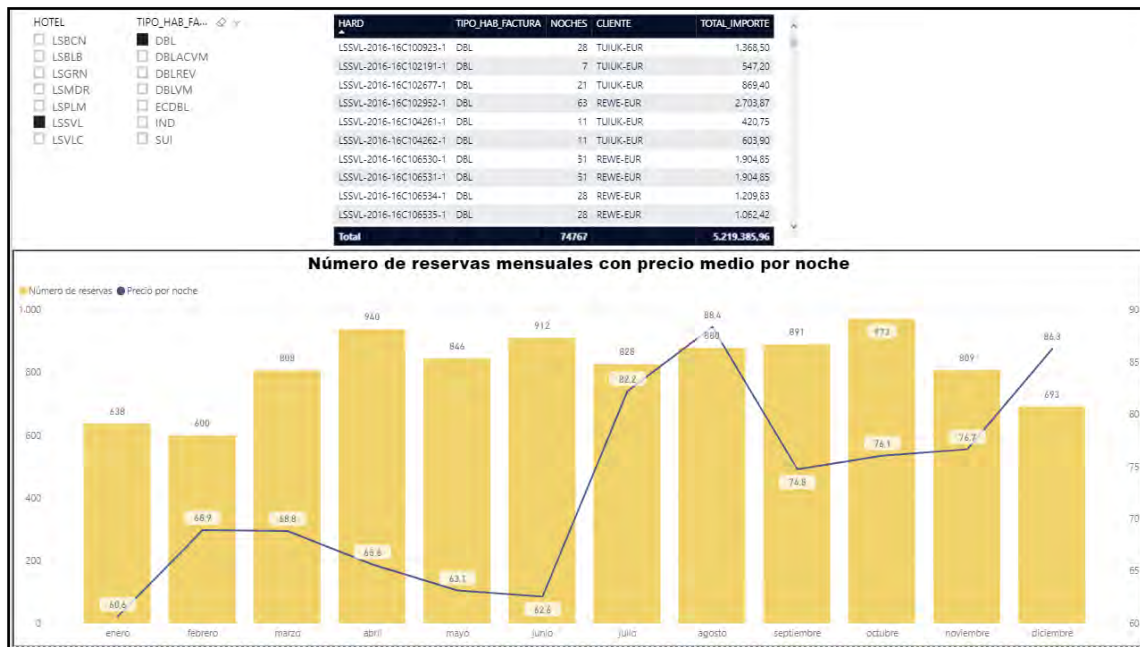 HOTEL
LSBCN
LSBLB
LSGRN
LSMDR
LSPLM
LSSVL
LSVLC
TIPO_HAB_FA...
DBL
DBLACVM
DBLREV
DBLVM
ECDBL
IND
SUI
HARD TIPO_HAB_FACTURA NOCHES CLIENTE TOTAL_IMPORTE
LSSVL-2016-16C100923-1 DBL 28 TUIUK-EUR 1.368,50
LSSVL-2016-16C102191-1 DBL 7 TUIUK-EUR 547,20
LSSVL-2016-16C102677-1 DBL 21 TUIUK-EUR 869,40
LSSVL-2016-16C102952-1 DBL 63 REWE-EUR 2.703,87
LSSVL-2016-16C104261-1 DBL 11 TUIUK-EUR 420,75
LSSVL-2016-16C104262-1 DBL 11 TUIUK-EUR 603,90
LSSVL-2016-16C106530-1 DBL 51 REWE-EUR 1.904,85
LSSVL-2016-16C106531-1 DBL 51 REWE-EUR 1.904,85
LSSVL-2016-16C106534-1 DBL 28 REWE-EUR 1.209,83
LSSVL-2016-16C106535-1 DBL 28 REWE-EUR 1.062,42
Total 74767 5.219.385,96
Número de reservas mensuales con precio medio por noche
Número de reservas Precio por noche
1.000
800
600
400
200
0
638
600
808
940
846
912
828
880
891
973
809
693
60,6
68,9
68,8
63,1
62,6
82,2
88,4
74,8
76,1
76,7
86,3
90
85
80
75
70
65
60
enero febrero marzo abril mayo junio julio agosto septiembre octubre noviembre diciembre